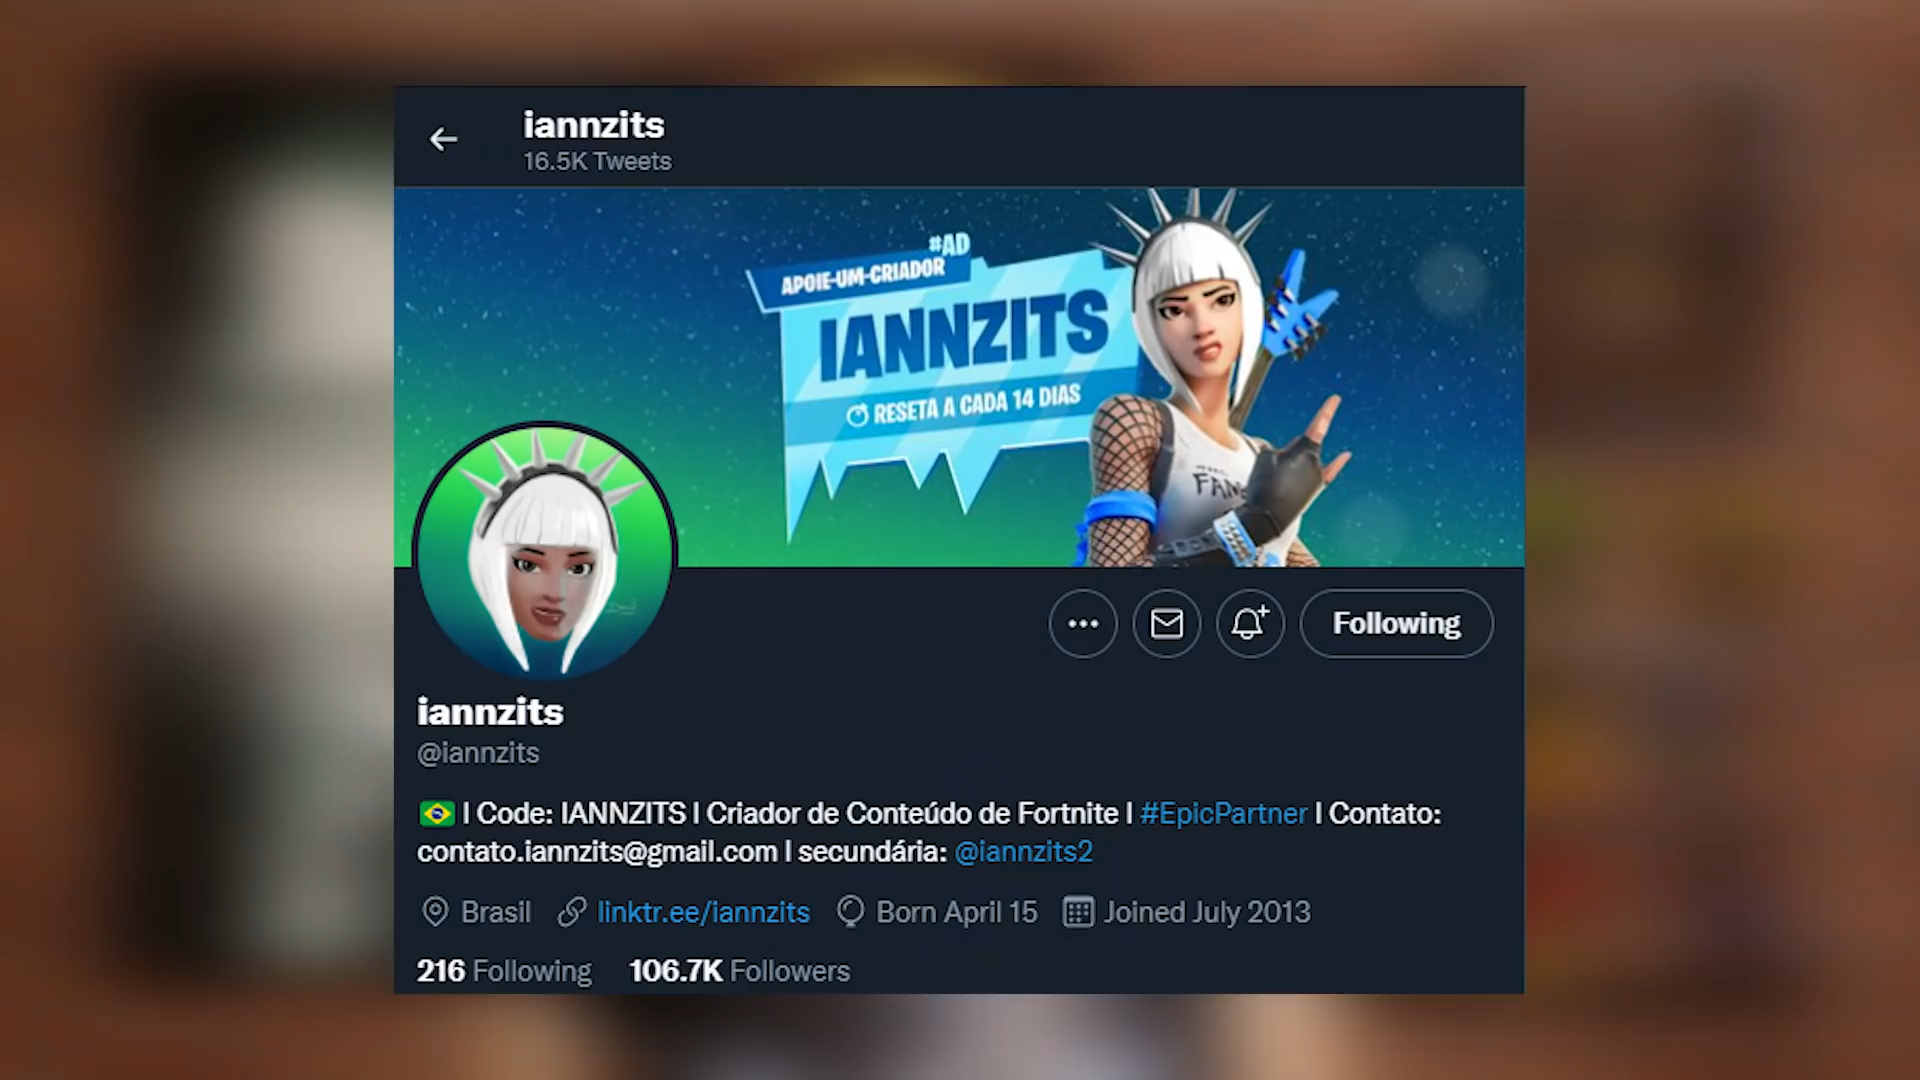 iannzits
16.5K Tweets
#AD
APOIE-UM-CRIADOR
IANNZITS
RESETA A CADA 14 DIAS
Following
iannzits
@iannzits
🇧🇷 | Code: IANNZITS | Criador de Conteúdo de Fortnite | #EpicPartner | Contato:
contato.iannzits@gmail.com | secundária: @iannzits2
Brasil linktr.ee/iannzits Born April 15 Joined July 2013
216 Following 106.7K Followers